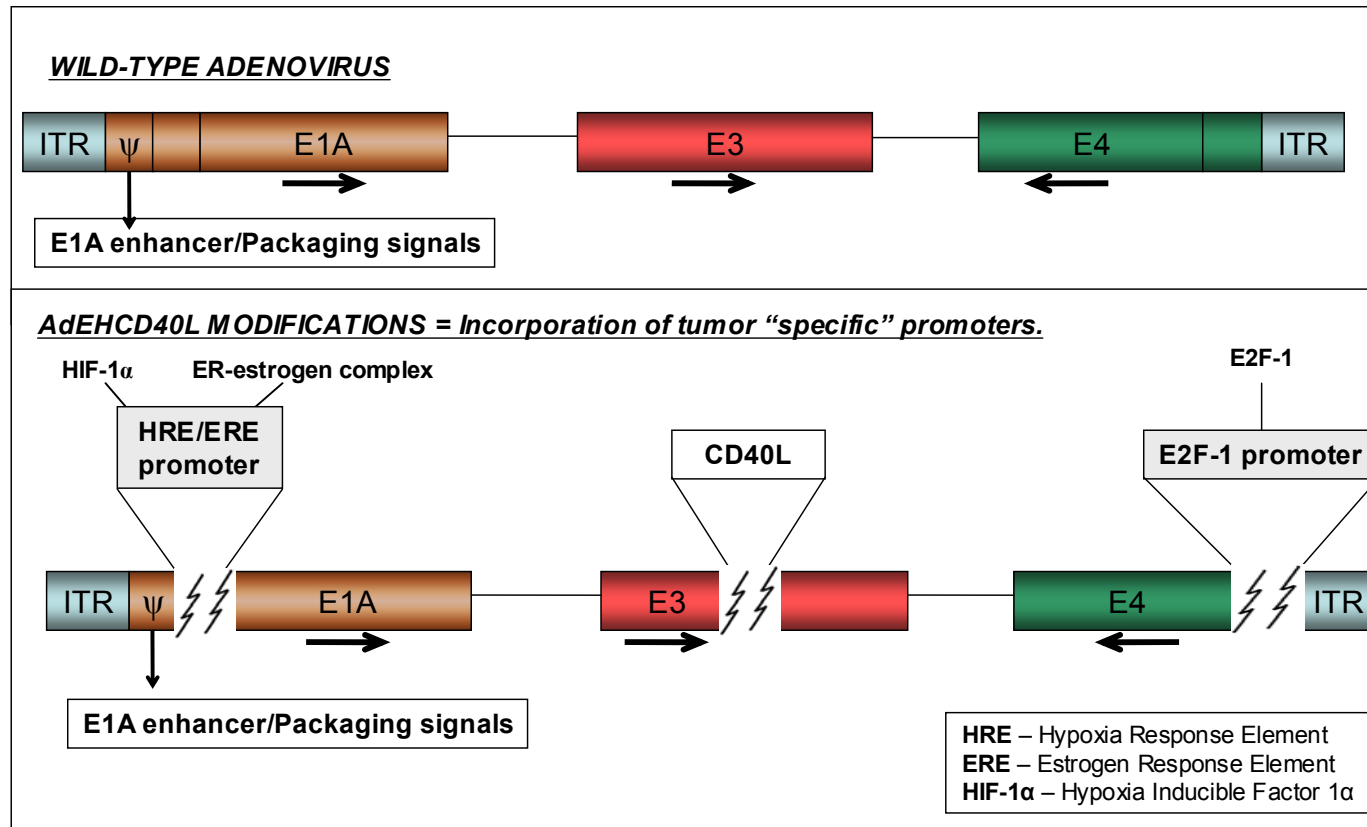 WILD-TYPE ADENOVIRUS
ITR ψ E1A E3 E4 ITR
E1A enhancer/Packaging signals
AdEHCD40L MODIFICATIONS = Incorporation of tumor “specific” promoters.
HIF-1α ER-estrogen complex E2F-1
HRE/ERE
promoter
CD40L
E2F-1 promoter
ITR ψ E1A E3 E4 ITR
E1A enhancer/Packaging signals
HRE – Hypoxia Response Element
ERE – Estrogen Response Element
HIF-1α – Hypoxia Inducible Factor 1α